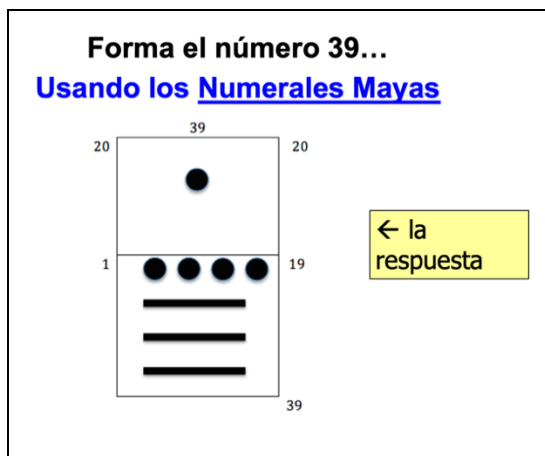 Forma el número 39…
Usando los Numerales Mayas
39
20 20
1 19
39
← la
respuesta